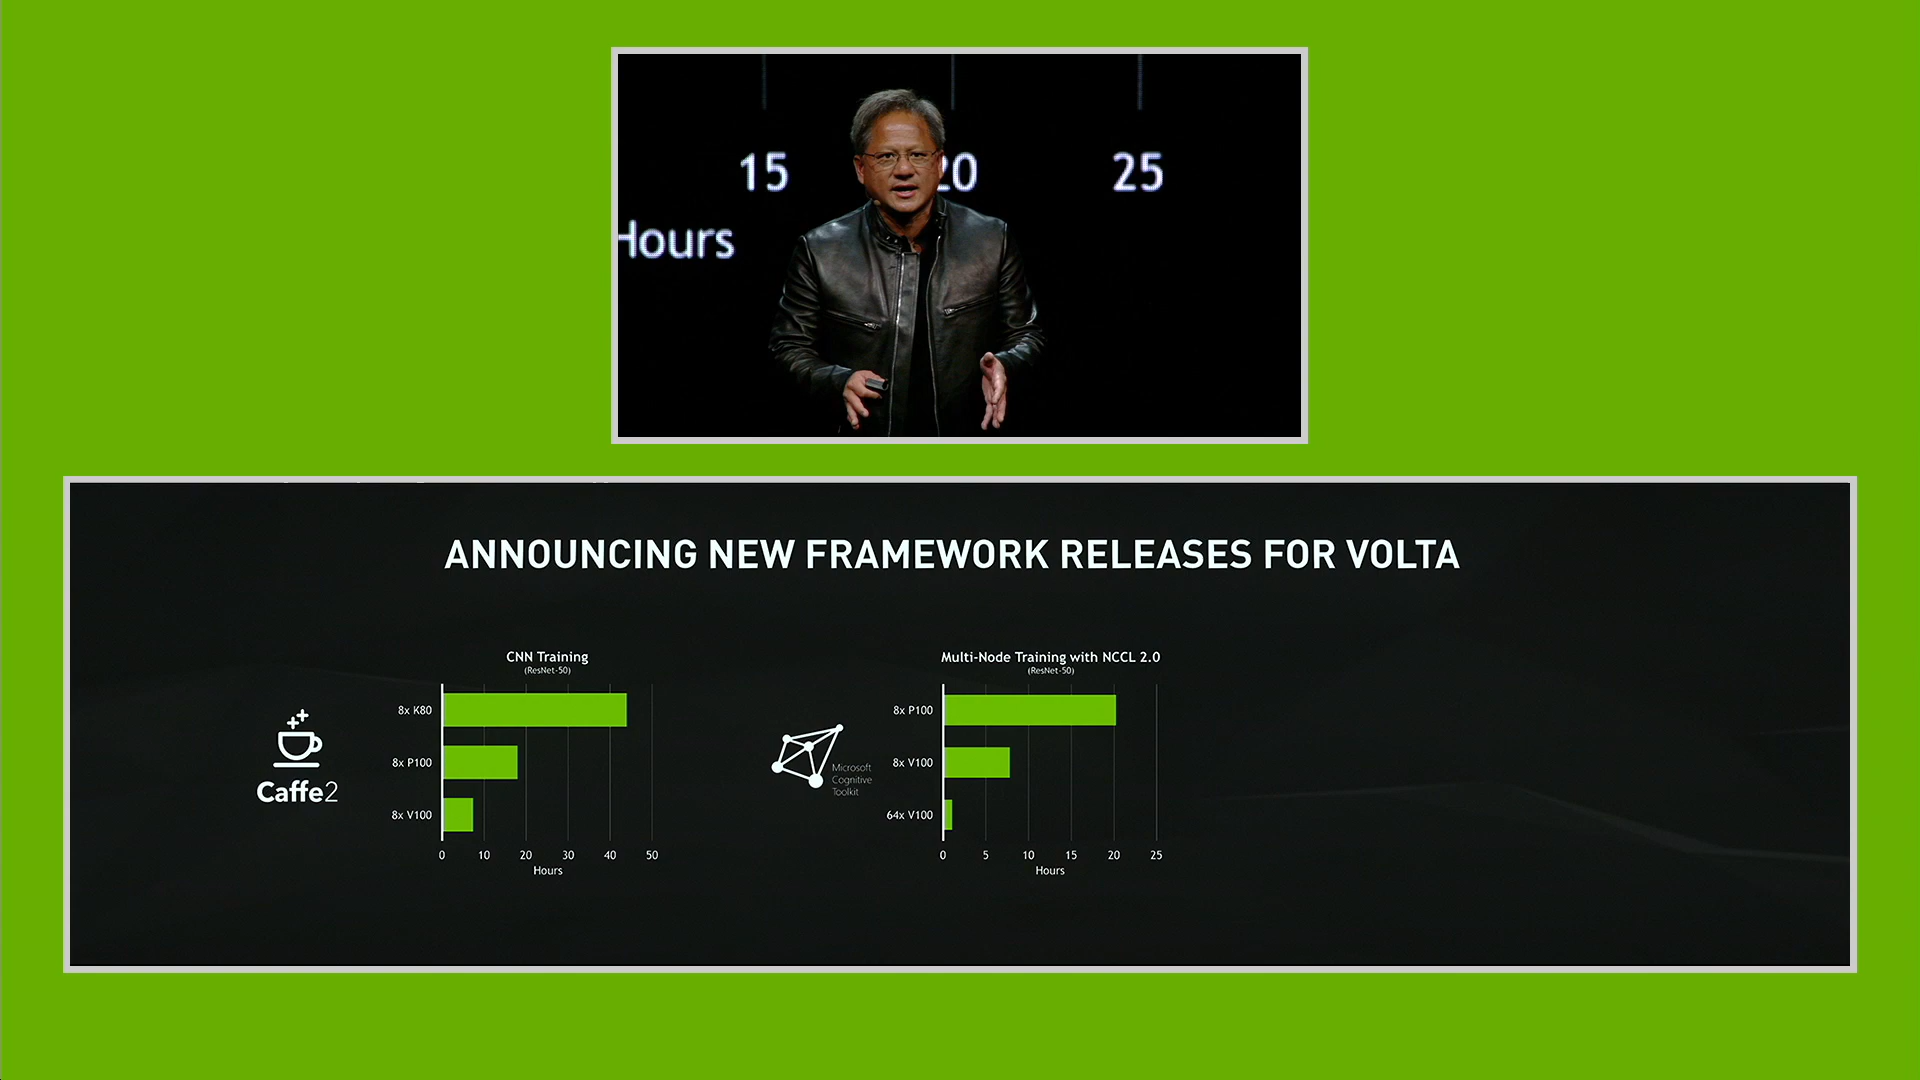 15 20 25
Hours
ANNOUNCING NEW FRAMEWORK RELEASES FOR VOLTA
Caffe2
CNN Training
(ResNet-50)
8x K80
8x P100
8x V100
0 10 20 30 40 50
Hours
Microsoft
Cognitive
Toolkit
Multi-Node Training with NCCL 2.0
(ResNet-50)
8x P100
8x V100
64x V100
0 5 10 15 20 25
Hours